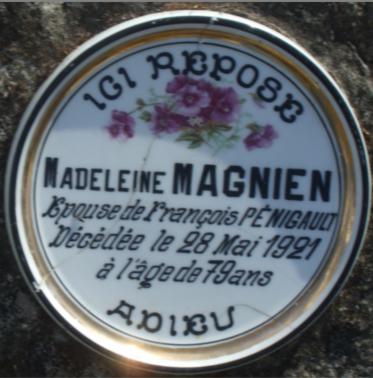 ICI REPOSE
MADELEINE MAGNIEN
Epouse de François PÉNIGAULT
Décédée le 28 Mai 1921
à l'âge de 79 ans
ADIEU